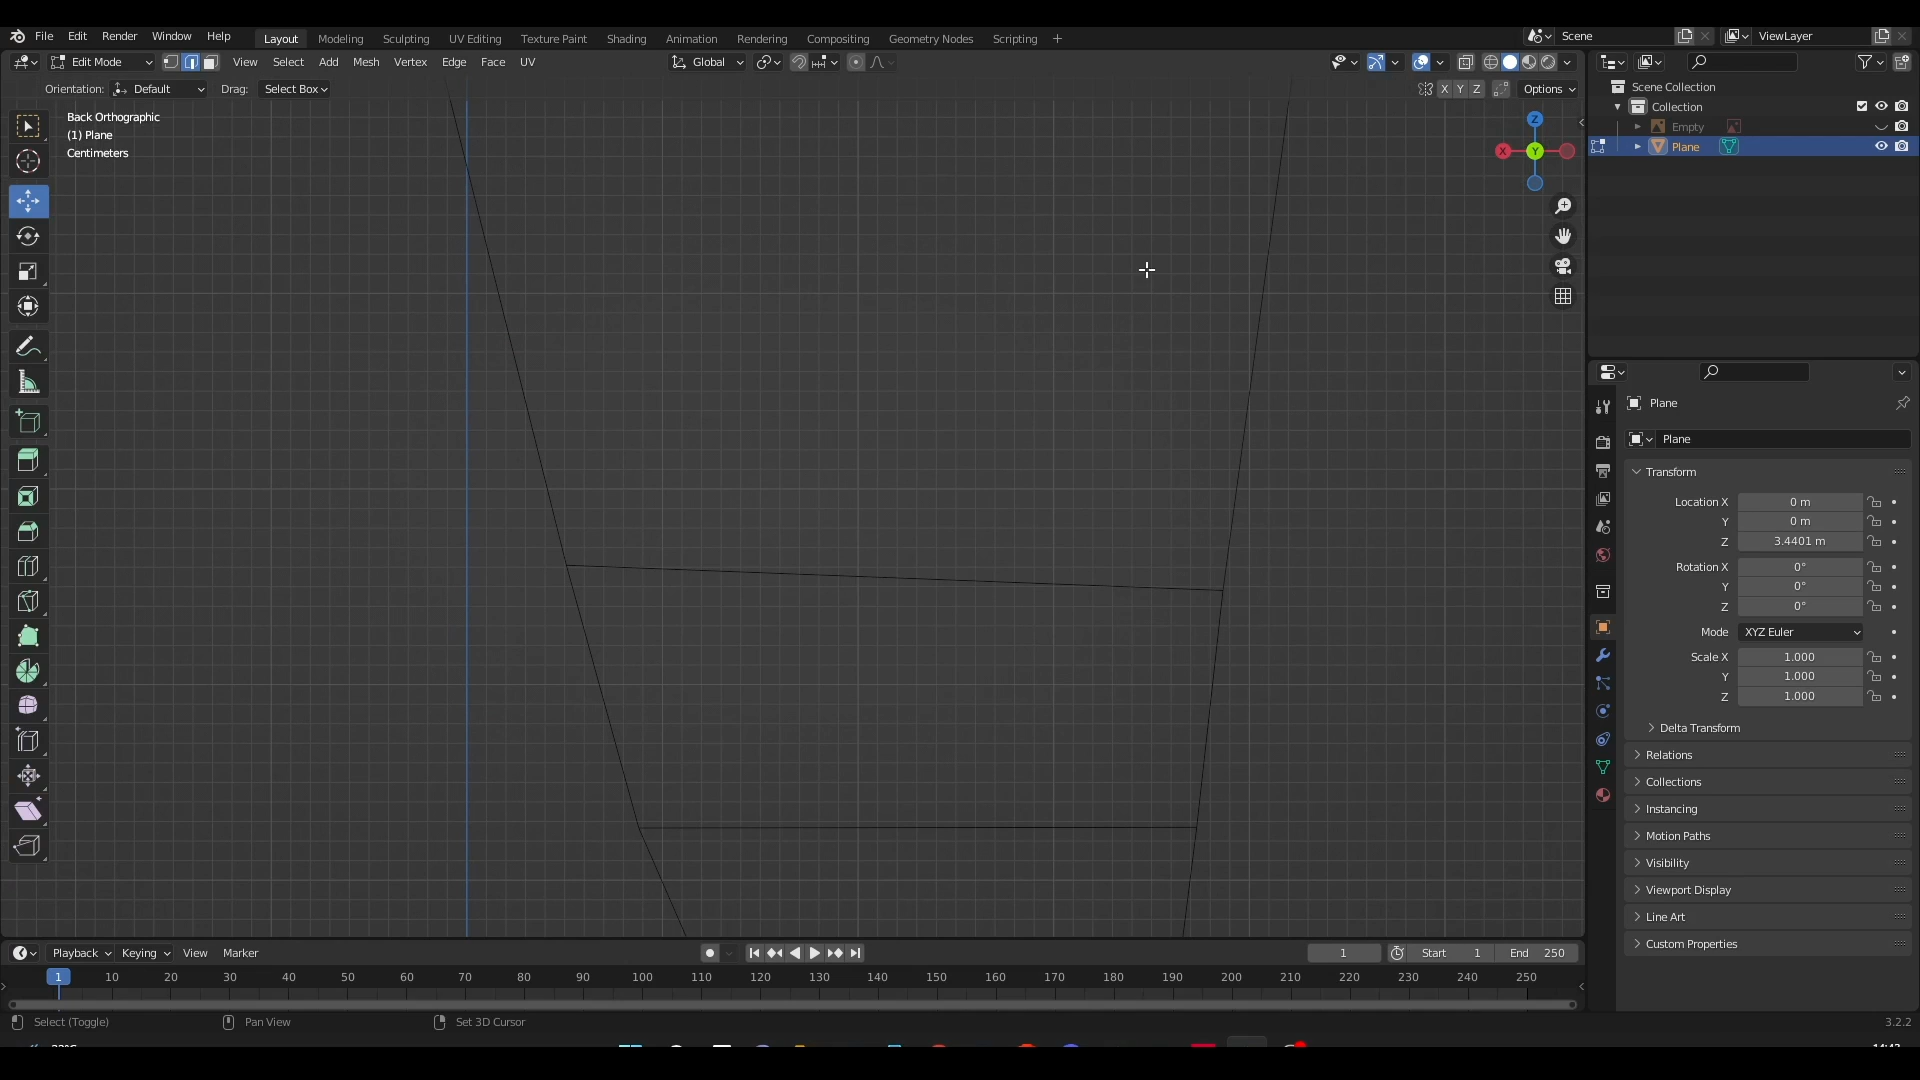 File Edit Render Window Help Layout Modeling Sculpting UV Editing Texture Paint Shading Animation Rendering Compositing Geometry Nodes Scripting Scene ViewLayer
Edit Mode View Select Add Mesh Vertex Edge Face UV Global
Orientation: Default Drag: Select Box X Y Z Options
Back Orthographic
(1) Plane
Centimeters
Z
X Y
Scene Collection
Collection
Empty
Plane
Plane
Plane
Transform
Location X 0 m
Y 0 m
Z 3.4401 m
Rotation X 0°
Y 0°
Z 0°
Mode XYZ Euler
Scale X 1.000
Y 1.000
Z 1.000
Delta Transform
Relations
Collections
Instancing
Motion Paths
Visibility
Viewport Display
Line Art
Custom Properties
Playback Keying View Marker 1 Start 1 End 250
1 10 20 30 40 50 60 70 80 90 100 110 120 130 140 150 160 170 180 190 200 210 220 230 240 250
Select (Toggle) Pan View Set 3D Cursor 3.2.2